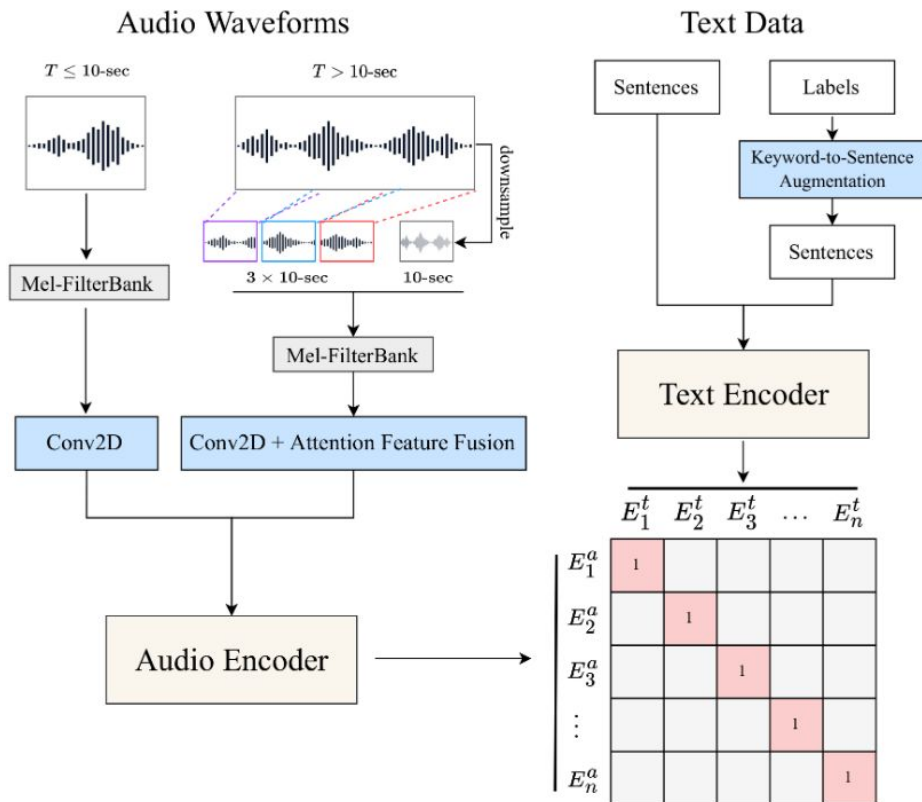 Audio Waveforms
T ≤ 10-sec
T > 10-sec
downsample
3 × 10-sec
10-sec
Mel-FilterBank
Mel-FilterBank
Conv2D
Conv2D + Attention Feature Fusion
Audio Encoder
Text Data
Sentences
Labels
Keyword-to-Sentence
Augmentation
Sentences
Text Encoder
E₁ᵗ E₂ᵗ E₃ᵗ … Eₙᵗ
E₁ᵃ 1
E₂ᵃ 1
E₃ᵃ 1
⋮ 1
Eₙᵃ 1